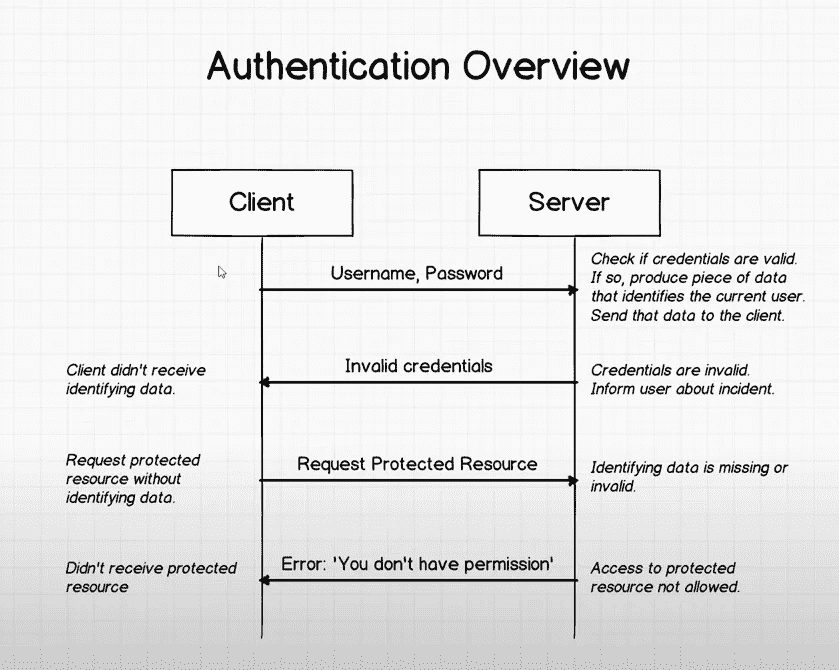 Authentication Overview
Client
Server
Username, Password
Check if credentials are valid.
If so, produce piece of data
that identifies the current user.
Send that data to the client.
Client didn't receive
identifying data.
Invalid credentials
Credentials are invalid.
Inform user about incident.
Request protected
resource without
identifying data.
Request Protected Resource
Identifying data is missing or
invalid.
Didn't receive protected
resource
Error: 'You don't have permission'
Access to protected
resource not allowed.